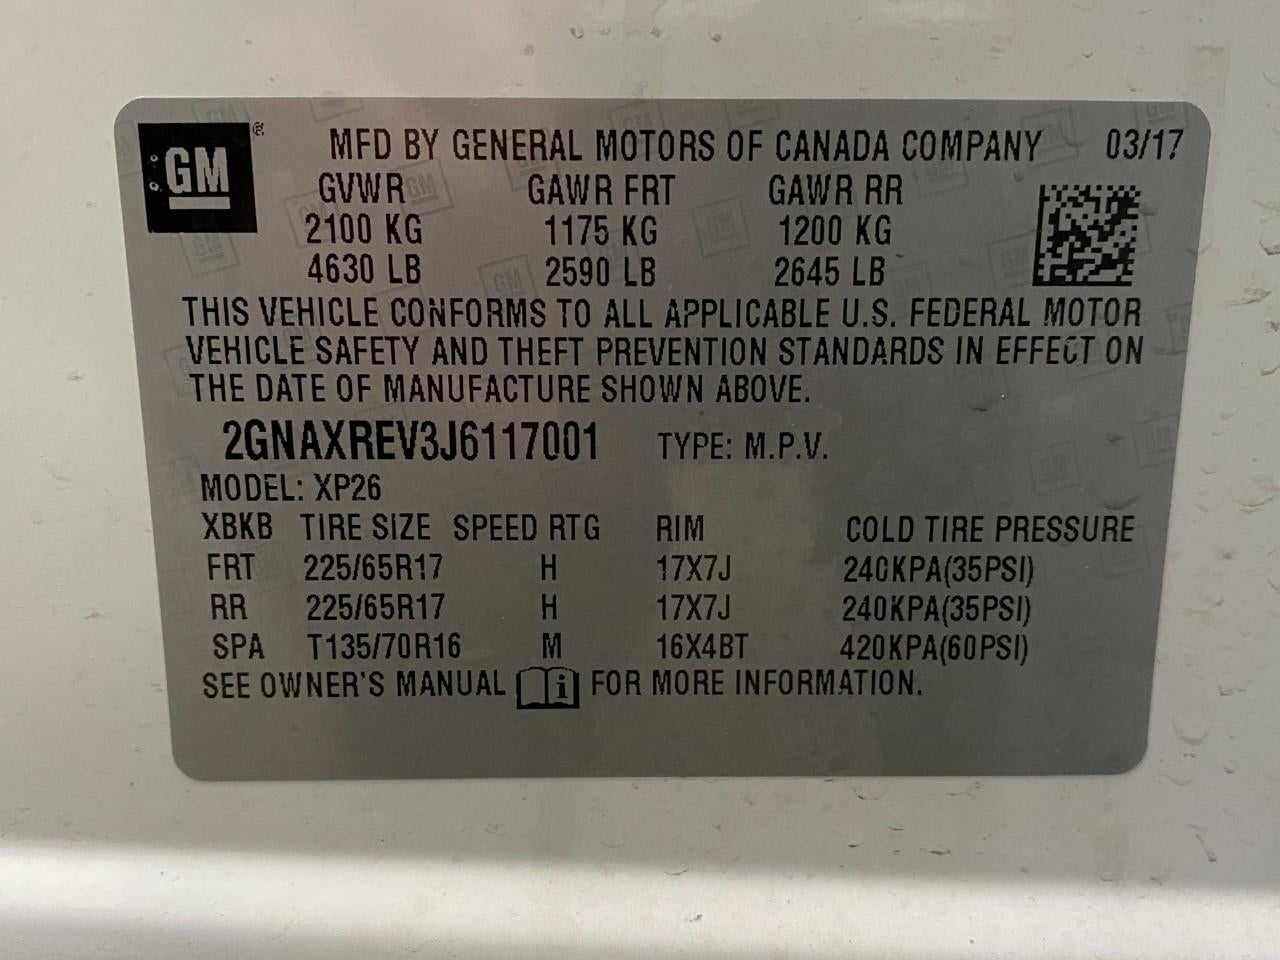 GM ®
MFD BY GENERAL MOTORS OF CANADA COMPANY 03/17
GVWR GAWR FRT GAWR RR
2100 KG 1175 KG 1200 KG
4630 LB 2590 LB 2645 LB
THIS VEHICLE CONFORMS TO ALL APPLICABLE U.S. FEDERAL MOTOR
VEHICLE SAFETY AND THEFT PREVENTION STANDARDS IN EFFECT ON
THE DATE OF MANUFACTURE SHOWN ABOVE.
2GNAXREV3J6117001 TYPE: M.P.V.
MODEL: XP26
XBKB TIRE SIZE SPEED RTG RIM COLD TIRE PRESSURE
FRT 225/65R17 H 17X7J 240KPA(35PSI)
RR 225/65R17 H 17X7J 240KPA(35PSI)
SPA T135/70R16 M 16X4BT 420KPA(60PSI)
SEE OWNER'S MANUAL i FOR MORE INFORMATION.